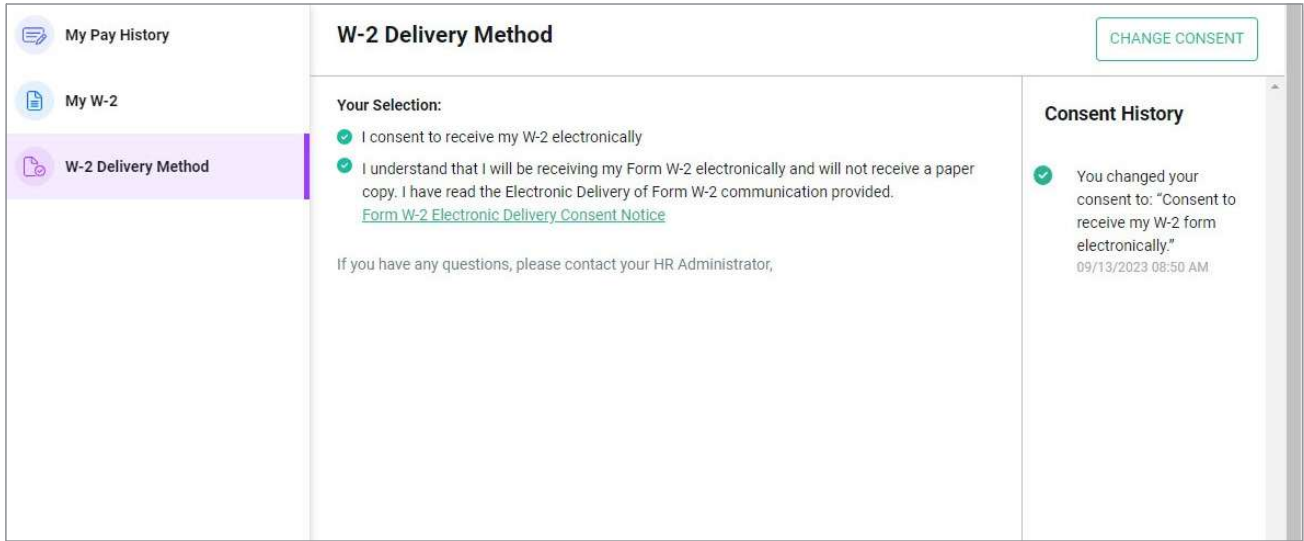 My Pay History
My W-2
W-2 Delivery Method
W-2 Delivery Method
CHANGE CONSENT
Your Selection:
I consent to receive my W-2 electronically
I understand that I will be receiving my Form W-2 electronically and will not receive a paper
copy. I have read the Electronic Delivery of Form W-2 communication provided.
Form W-2 Electronic Delivery Consent Notice
If you have any questions, please contact your HR Administrator,
Consent History
You changed your
consent to: “Consent to
receive my W-2 form
electronically.”
09/13/2023 08:50 AM